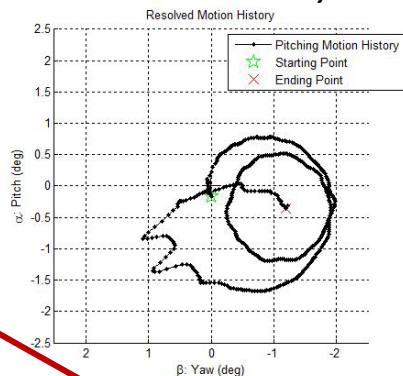 Resolved Motion History
Pitching Motion History
Starting Point
Ending Point
α: Pitch (deg)
2.5
2
1.5
1
0.5
0
-0.5
-1
-1.5
-2
-2.5
2
1
0
-1
-2
β: Yaw (deg)